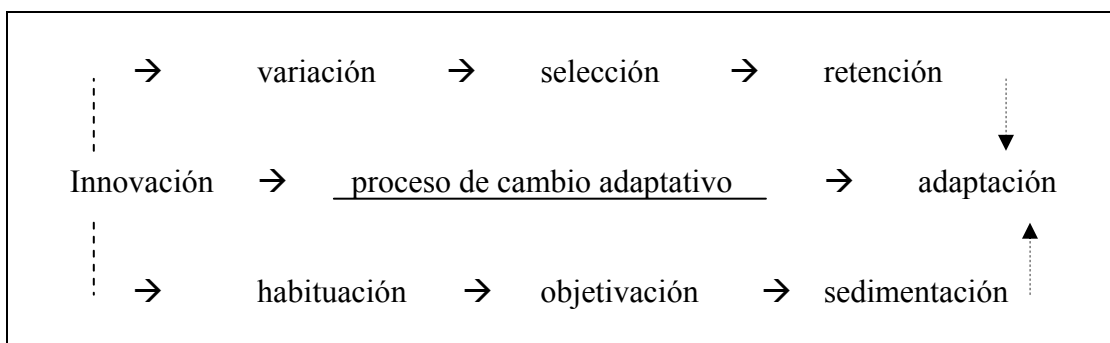 → variación → selección → retención
Innovación → proceso de cambio adaptativo → adaptación
→ habituación → objetivación → sedimentación